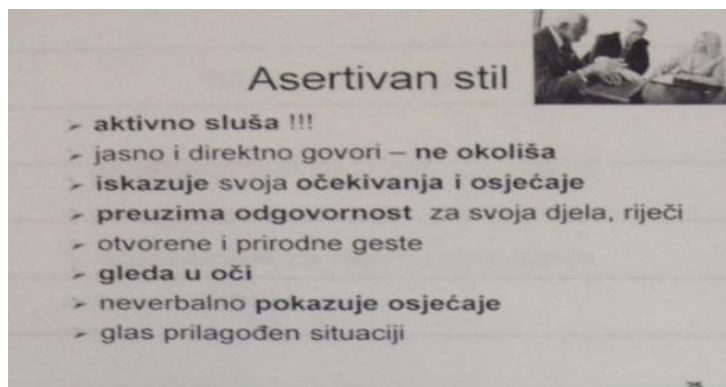 Asertivan stil
➢ aktivno sluša !!!
➢ jasno i direktno govori – ne okoliša
➢ iskazuje svoja očekivanja i osjećaje
➢ preuzima odgovornost za svoja djela, riječi
➢ otvorene i prirodne geste
➢ gleda u oči
➢ neverbalno pokazuje osjećaje
➢ glas prilagođen situaciji